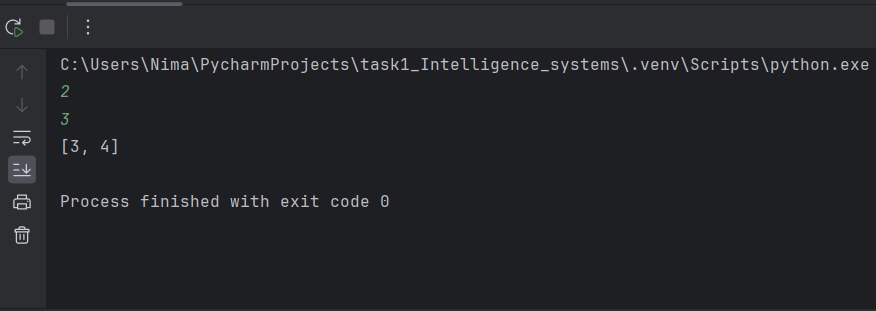 C:\Users\Nima\PycharmProjects\task1_Intelligence_systems\.venv\Scripts\python.exe
2
3
[3, 4]
Process finished with exit code 0